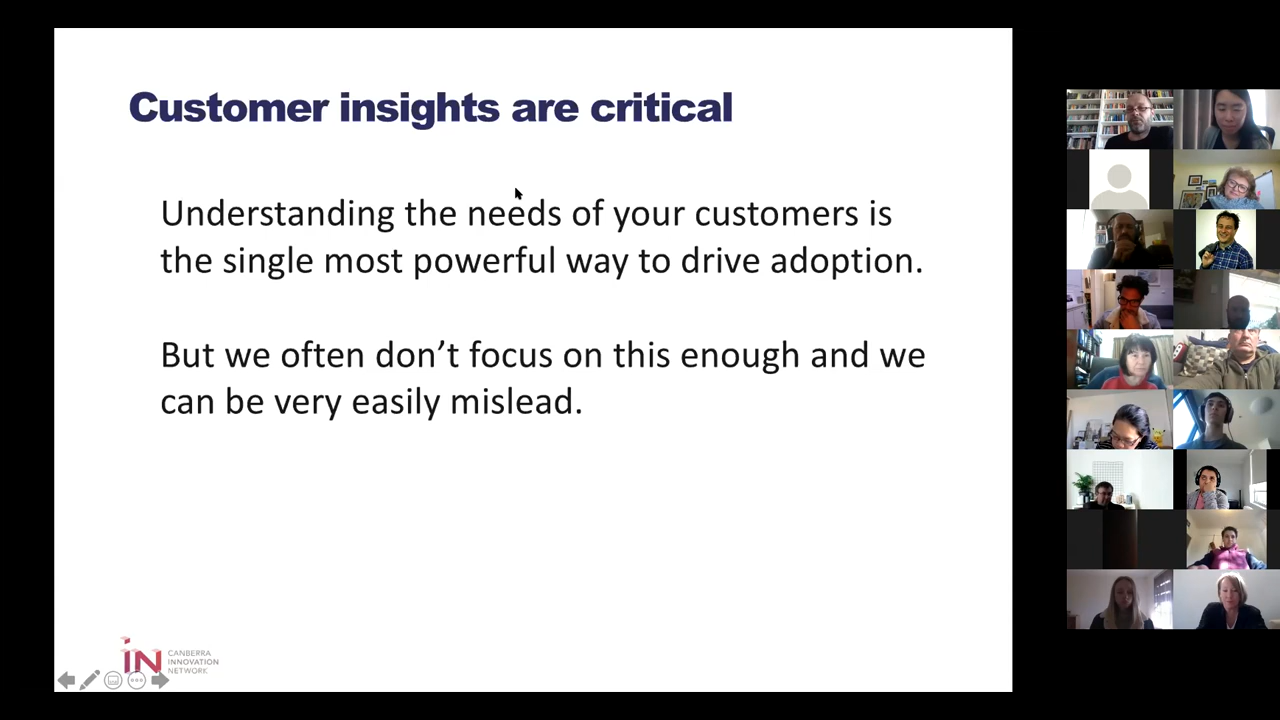 Customer insights are critical
Understanding the needs of your customers is
the single most powerful way to drive adoption.
But we often don’t focus on this enough and we
can be very easily mislead.
iN
CANBERRA
INNOVATION
NETWORK